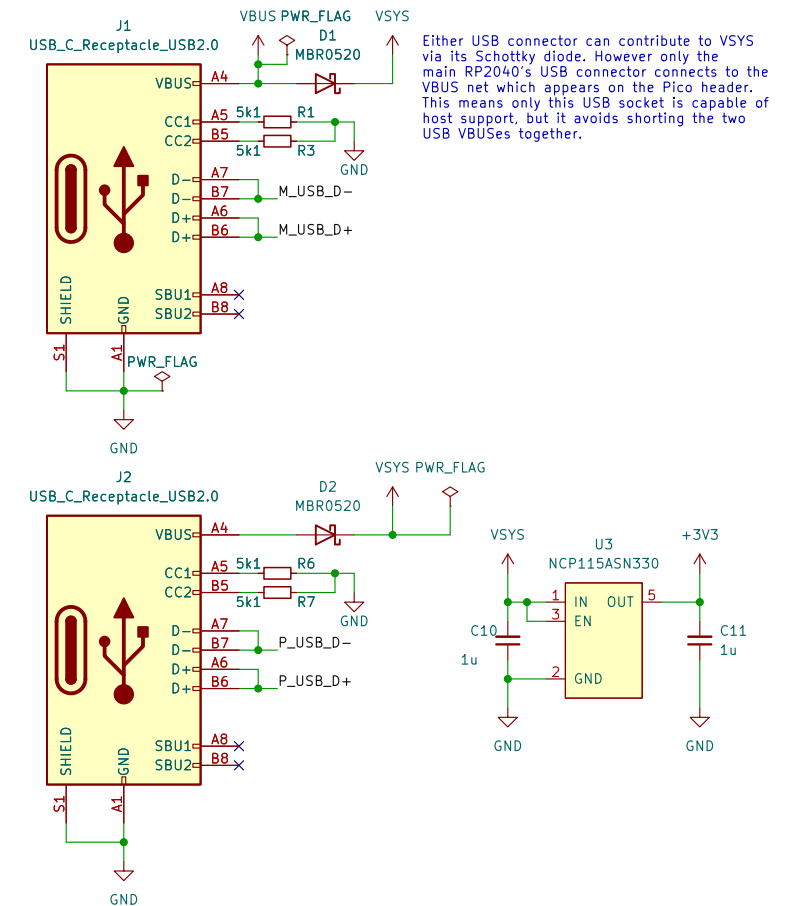 J1
USB_C_Receptacle_USB2.0
VBUS PWR_FLAG
D1
MBR0520
VSYS
VBUS A4
CC1 A5 5k1 R1
CC2 B5 5k1 R3
GND
D- A7
D- B7 M_USB_D-
D+ A6
D+ B6 M_USB_D+
SBU1 A8
SBU2 B8
SHIELD
GND
S1
A1
PWR_FLAG
GND
Either USB connector can contribute to VSYS
via its Schottky diode. However only the
main RP2040's USB connector connects to the
VBUS net which appears on the Pico header.
This means only this USB socket is capable of
host support, but it avoids shorting the two
USB VBUSes together.
J2
USB_C_Receptacle_USB2.0
D2
MBR0520
VSYS PWR_FLAG
VBUS A4
CC1 A5 5k1 R6
CC2 B5 5k1 R7
GND
D- A7
D- B7 P_USB_D-
D+ A6
D+ B6 P_USB_D+
SBU1 A8
SBU2 B8
SHIELD
GND
S1
A1
GND
VSYS
U3
NCP115ASN330
+3V3
1 IN OUT 5
3 EN
2 GND
C10
1u
C11
1u
GND
GND